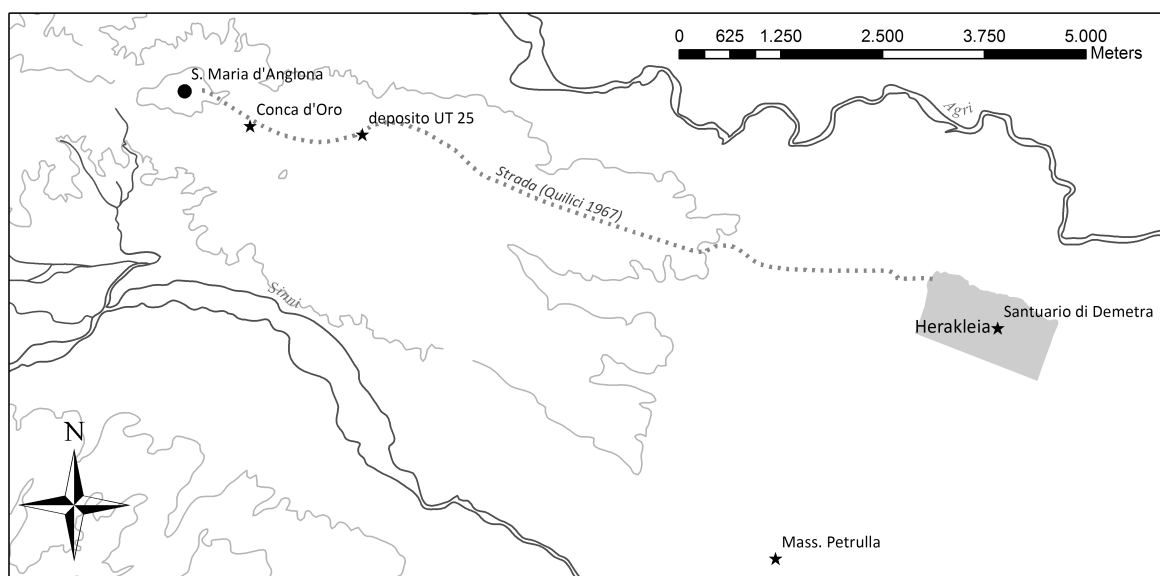 0 625 1.250 2.500 3.750 5.000
Meters
S. Maria d'Anglona
Conca d'Oro
deposito UT 25
Agri
Strada (Quilici 1967)
Sinni
Santuario di Demetra
Herakleia
N
Mass. Petrulla